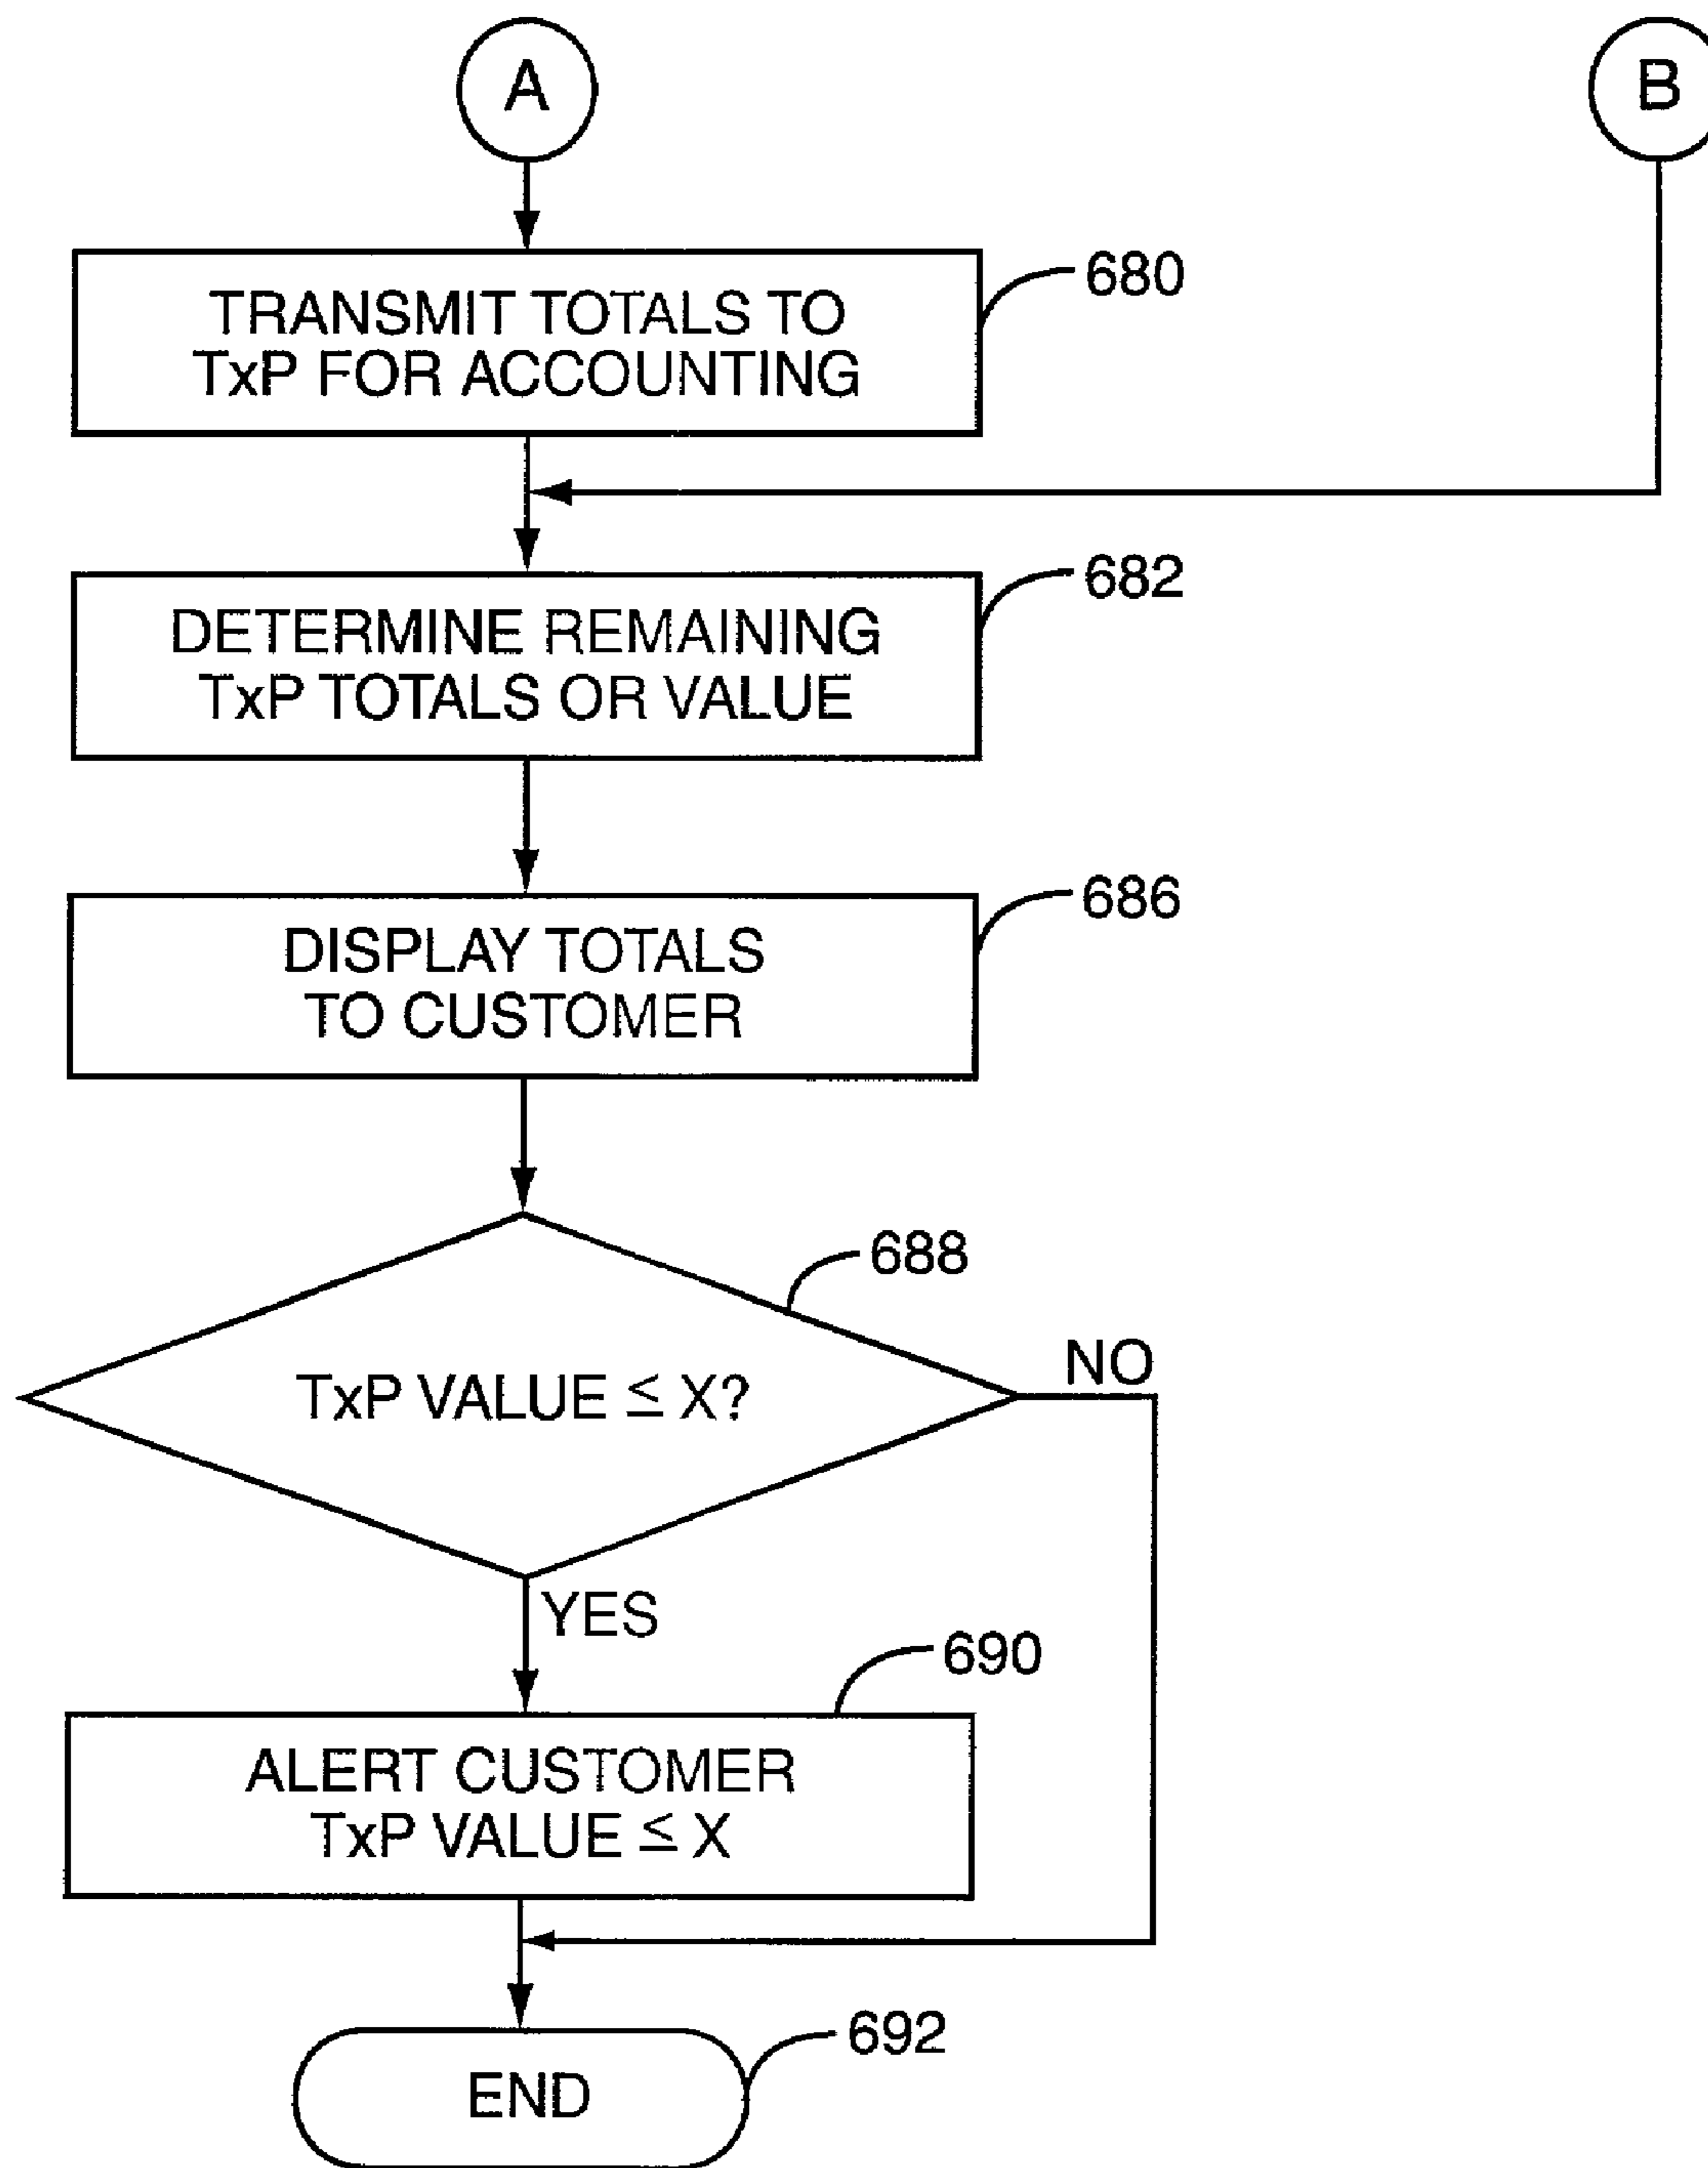 A
B
680
TRANSMIT TOTALS TO
TxP FOR ACCOUNTING
682
DETERMINE REMAINING
TxP TOTALS OR VALUE
686
DISPLAY TOTALS
TO CUSTOMER
688
NO
TxP VALUE ≤ X?
YES
690
ALERT CUSTOMER
TxP VALUE ≤ X
692
END